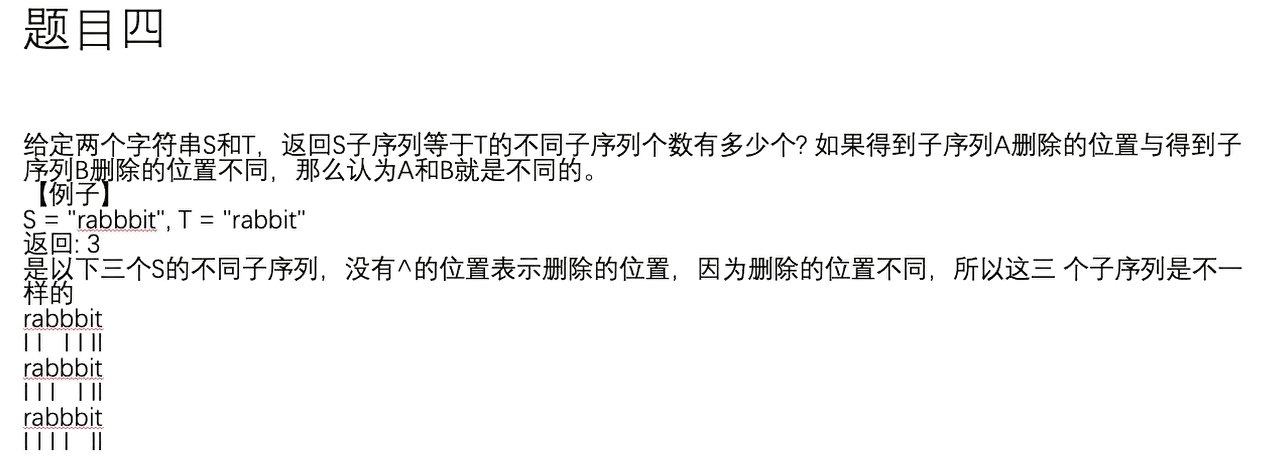 题目四
给定两个字符串S和T，返回S子序列等于T的不同子序列个数有多少个? 如果得到子序列A删除的位置与得到子
序列B删除的位置不同，那么认为A和B就是不同的。
【例子】
S = "rabbbit", T = "rabbit"
返回: 3
是以下三个S的不同子序列，没有^的位置表示删除的位置，因为删除的位置不同，所以这三 个子序列是不一
样的
rabbbit
| |   | | ||
rabbbit
| | |   | ||
rabbbit
| | | |   ||